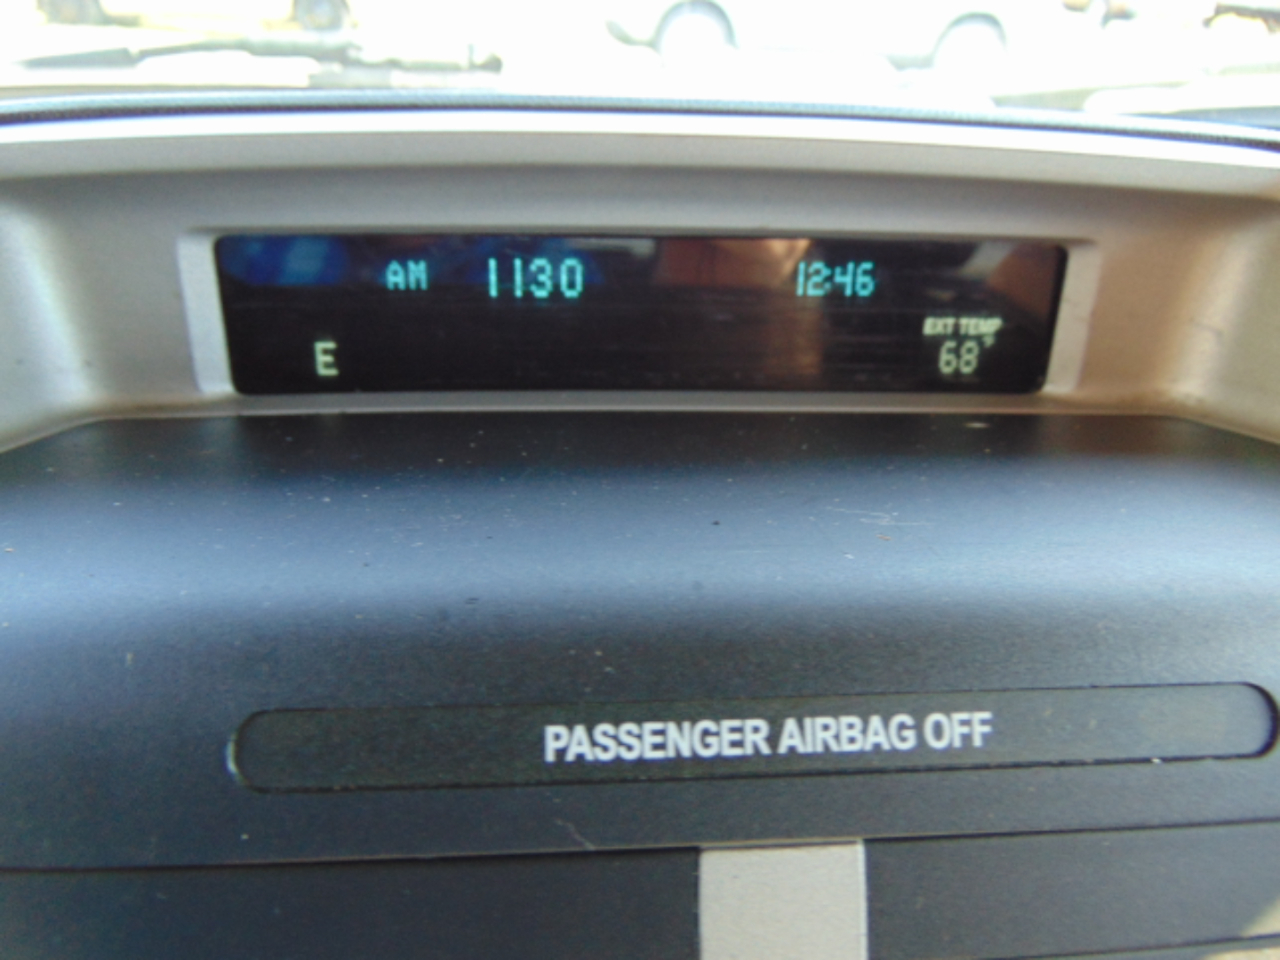 AM 1130 12:46
EXT TEMP
E 68°F
PASSENGER AIRBAG OFF